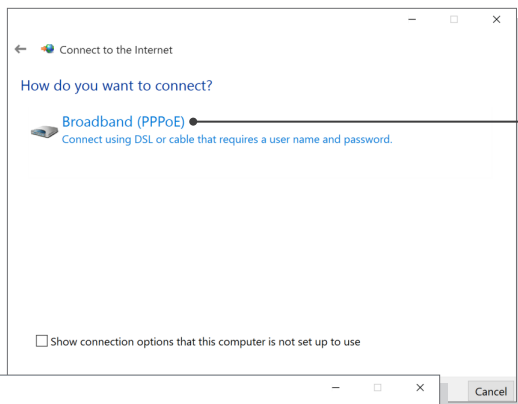 Connect to the Internet
How do you want to connect?
Broadband (PPPoE)
Connect using DSL or cable that requires a user name and password.
Show connection options that this computer is not set up to use
Cancel